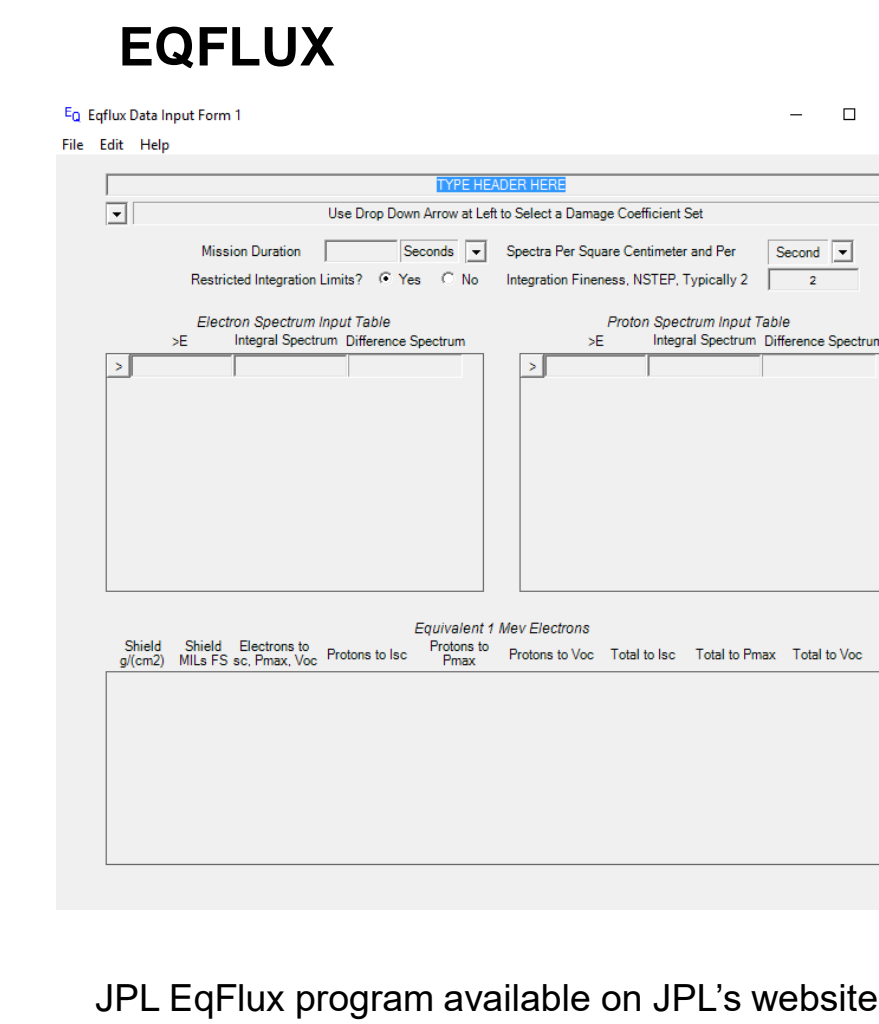 EQFLUX
EQ Eqflux Data Input Form 1
File Edit Help
TYPE HEADER HERE
Use Drop Down Arrow at Left to Select a Damage Coefficient Set
Mission Duration Seconds Spectra Per Square Centimeter and Per Second
Restricted Integration Limits? Yes No Integration Fineness, NSTEP, Typically 2 2
Electron Spectrum Input Table Proton Spectrum Input Table
>E Integral Spectrum Difference Spectrum >E Integral Spectrum Difference Spectrum
> >
Equivalent 1 Mev Electrons
Shield Shield Electrons to Protons to
g/(cm2) MILs FS sc, Pmax, Voc Protons to Isc Pmax Protons to Voc Total to Isc Total to Pmax Total to Voc
JPL EqFlux program available on JPL's website